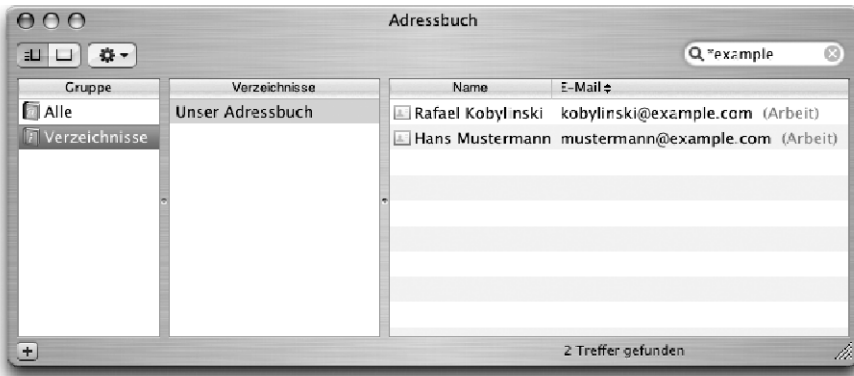 Adressbuch
*example
Gruppe
Verzeichnisse
Name
E-Mail
Alle
Verzeichnisse
Unser Adressbuch
Rafael Kobylinski kobylinski@example.com (Arbeit)
Hans Mustermann mustermann@example.com (Arbeit)
2 Treffer gefunden